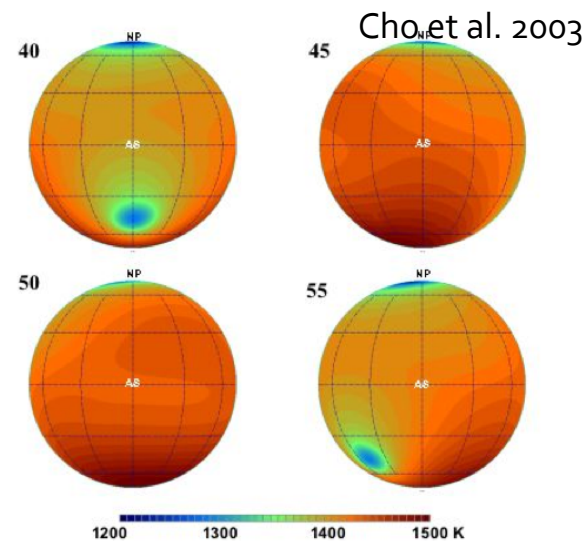 Cho et al. 2003
40
NP
AS
45
NP
AS
50
NP
AS
55
NP
AS
1200 1300 1400 1500 K